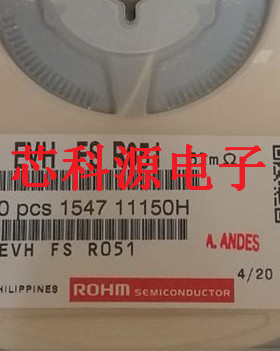 EVH FS R051 mΩ
芯科源电子
0 pcs 1547 11150H
EVH FS R051
A. ANDES
4/20
PHILIPPINES
ROHM SEMICONDUCTOR